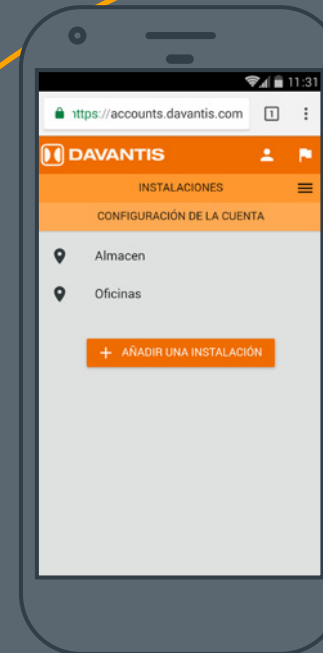 11:31
https://accounts.davantis.com
1
DAVANTIS
INSTALACIONES
CONFIGURACIÓN DE LA CUENTA
Almacen
Oficinas
+ AÑADIR UNA INSTALACIÓN